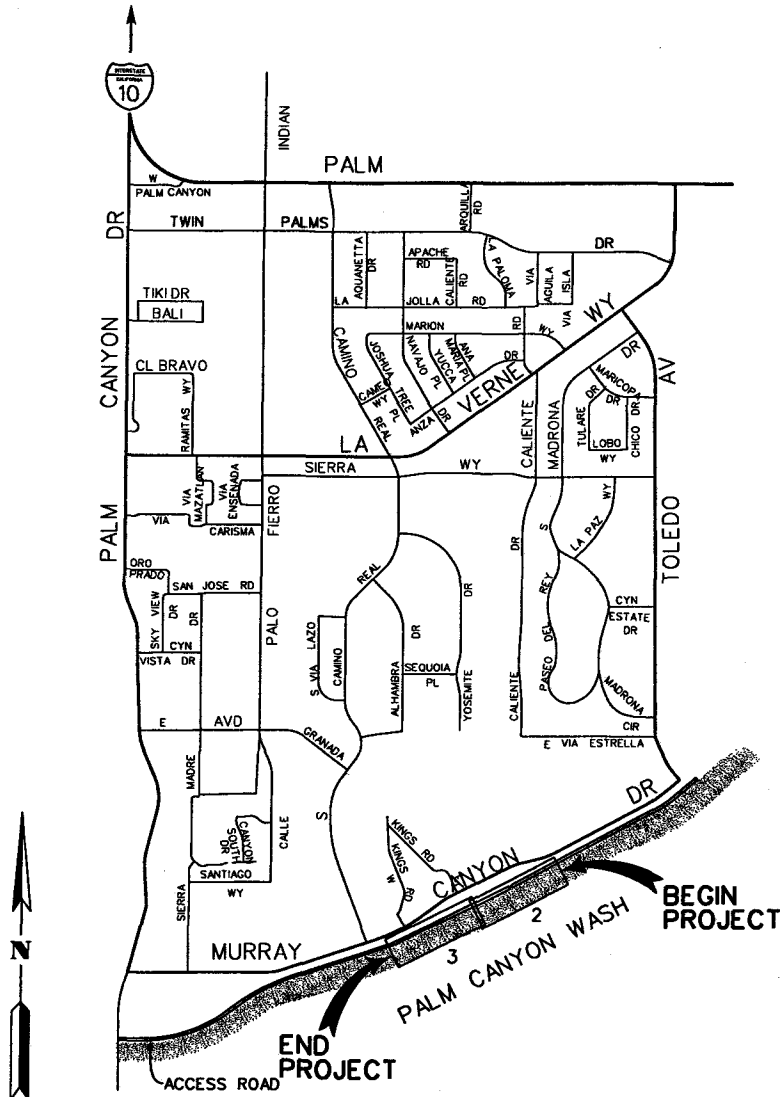 INTERSTATE
CALIFORNIA
10
INDIAN
PALM
W
PALM CANYON
DR
TWIN
PALMS
ARQUILLA
RD
LA PALOMA
DR
AQUANETTA
DR
APACHE
RD
CALIENTE
RD
VIA
AGUILA
ISLA
VIA
TIKI DR
BALI
LA
JOLLA
RD
WY
CANYON
CAMINO
MARION
RD
WY
JOSHUA
TREE
PL
NAVAJO PL
YUCCA
ANA
MARIA PL
DR
VERNE
CL BRAVO
RAMITAS
WY
CAMEO
WY
REAL
ANZA
DR
DR
AV
MARICOPA
DR
DR
TULARE
LOBO
WY
CHICO
DR
CALIENTE
MADRONA
LA
SIERRA
WY
WY
VIA
MAZATLAN
VIA
ENSENADA
FIERRO
VIA
CARISMA
PALM
S
LA PAZ
TOLEDO
ORO
PRADO
SAN JOSE RD
REAL
DR
DR
SKY VIEW
DR
DR
PALO
S VIA LAZO
CAMINO
DR
PASEO DEL REY
CYN
ESTATE
DR
CYN
VISTA DR
ALHAMBRA
SEQUOIA
PL
YOSEMITE
CALIENTE
MADRONA
CIR
E
AVD
GRANADA
E VIA ESTRELLA
MADRE
S
DR
CANYON
SOUTH
DR
CALLE
KINGS RD
KINGS
RD
W
CANYON
SANTIAGO
WY
SIERRA
BEGIN
PROJECT
2
3
MURRAY
PALM CANYON WASH
N
END
PROJECT
ACCESS ROAD